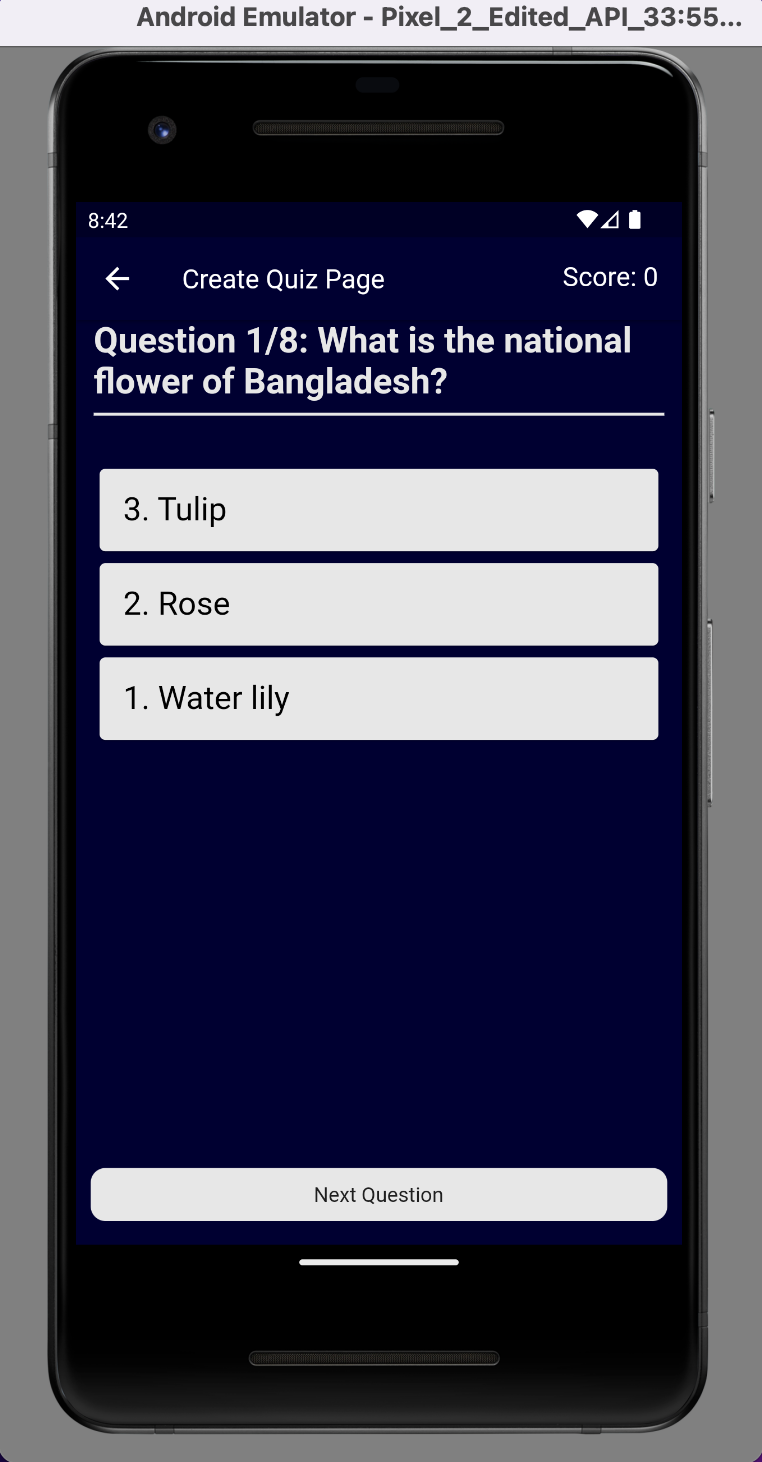 Android Emulator - Pixel_2_Edited_API_33:55...
8:42
Create Quiz Page
Score: 0
Question 1/8: What is the national
flower of Bangladesh?
3. Tulip
2. Rose
1. Water lily
Next Question